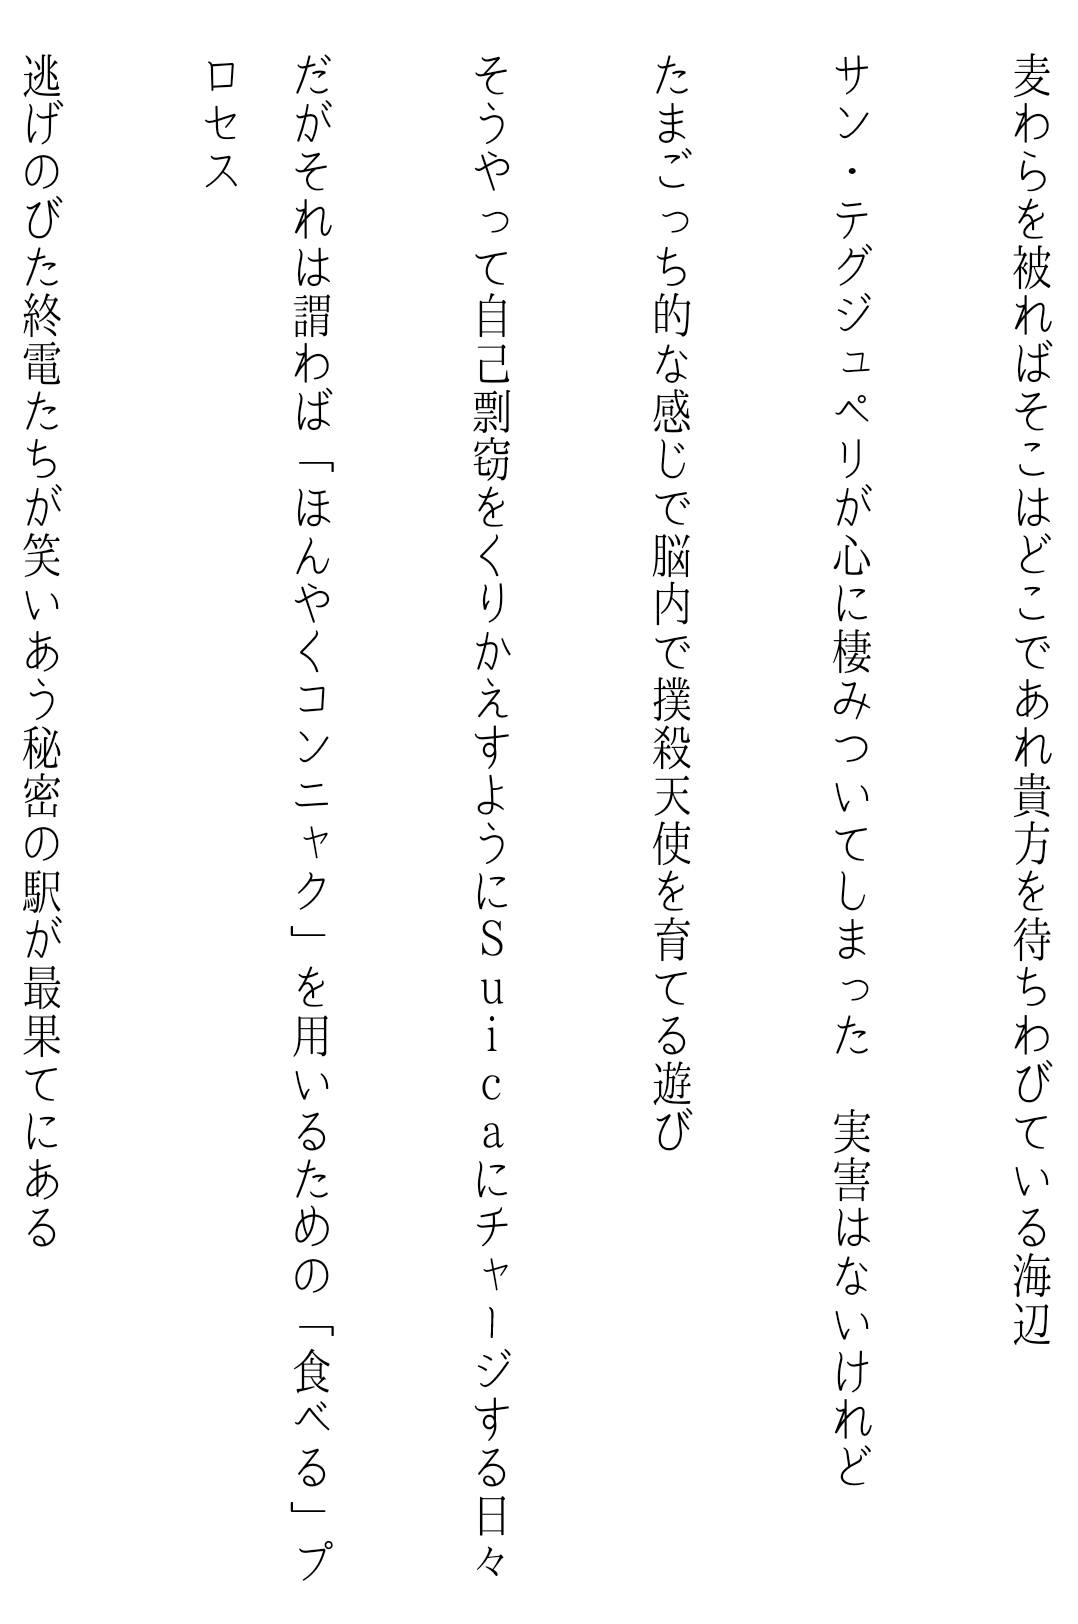 麦わらを被ればそこはどこであれ貴方を待ちわびている海辺
サン・テグジュペリが心に棲みついてしまった　実害はないけれど
たまごっち的な感じで脳内で撲殺天使を育てる遊び
そうやって自己剽窃をくりかえすようにSuicaにチャージする日々
だがそれは謂わば「ほんやくコンニャク」を用いるための「食べる」プ
ロセス
逃げのびた終電たちが笑いあう秘密の駅が最果てにある